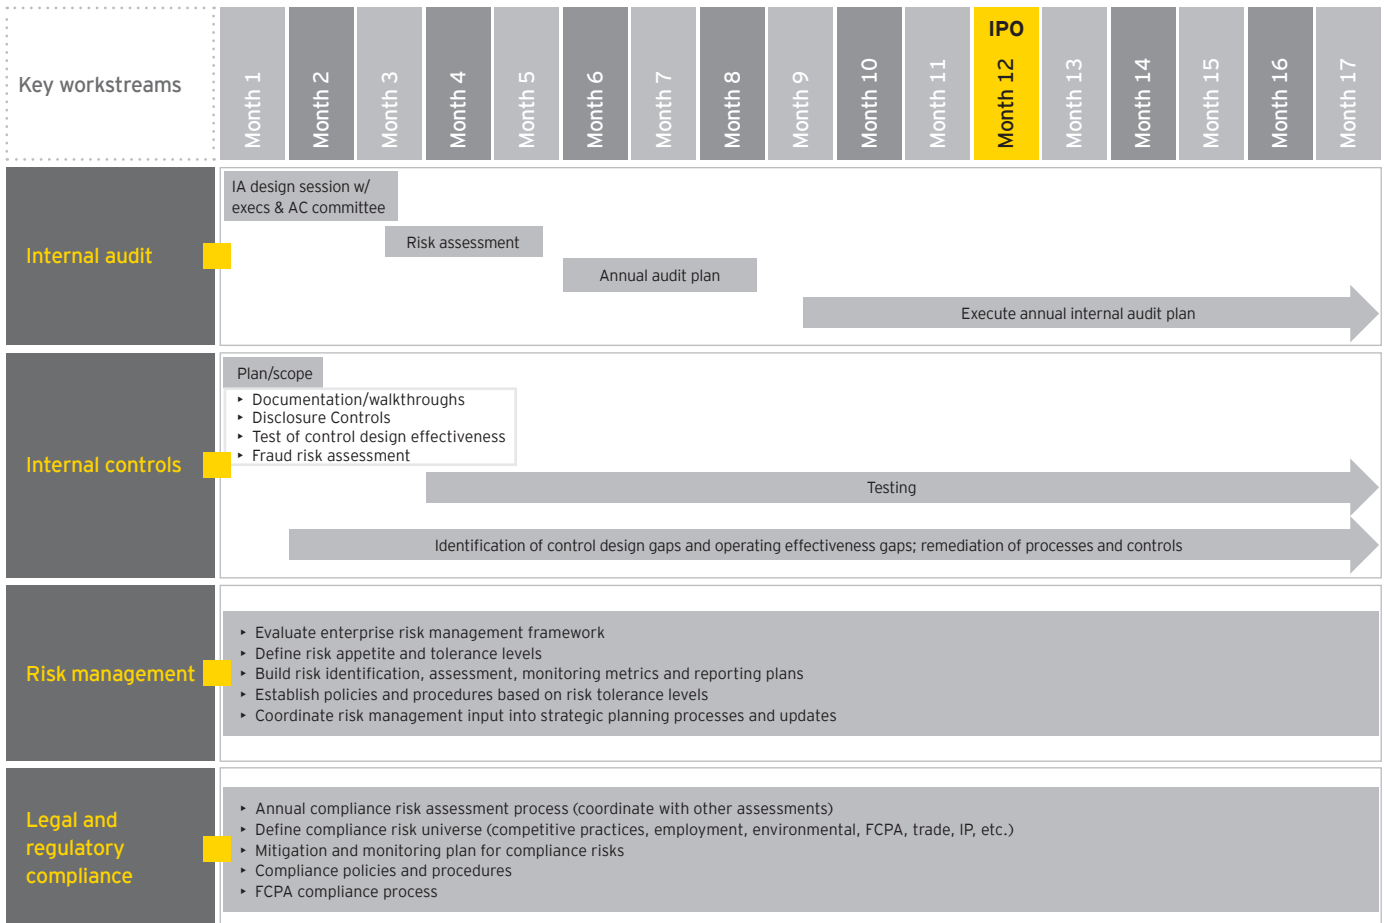 Key workstreams
Month 1
Month 2
Month 3
Month 4
Month 5
Month 6
Month 7
Month 8
Month 9
Month 10
Month 11
IPO
Month 12
Month 13
Month 14
Month 15
Month 16
Month 17
Internal audit
IA design session w/
execs & AC committee
Risk assessment
Annual audit plan
Execute annual internal audit plan
Internal controls
Plan/scope
‣ Documentation/walkthroughs
‣ Disclosure Controls
‣ Test of control design effectiveness
‣ Fraud risk assessment
Testing
Identification of control design gaps and operating effectiveness gaps; remediation of processes and controls
Risk management
‣ Evaluate enterprise risk management framework
‣ Define risk appetite and tolerance levels
‣ Build risk identification, assessment, monitoring metrics and reporting plans
‣ Establish policies and procedures based on risk tolerance levels
‣ Coordinate risk management input into strategic planning processes and updates
Legal and
regulatory
compliance
‣ Annual compliance risk assessment process (coordinate with other assessments)
‣ Define compliance risk universe (competitive practices, employment, environmental, FCPA, trade, IP, etc.)
‣ Mitigation and monitoring plan for compliance risks
‣ Compliance policies and procedures
‣ FCPA compliance process